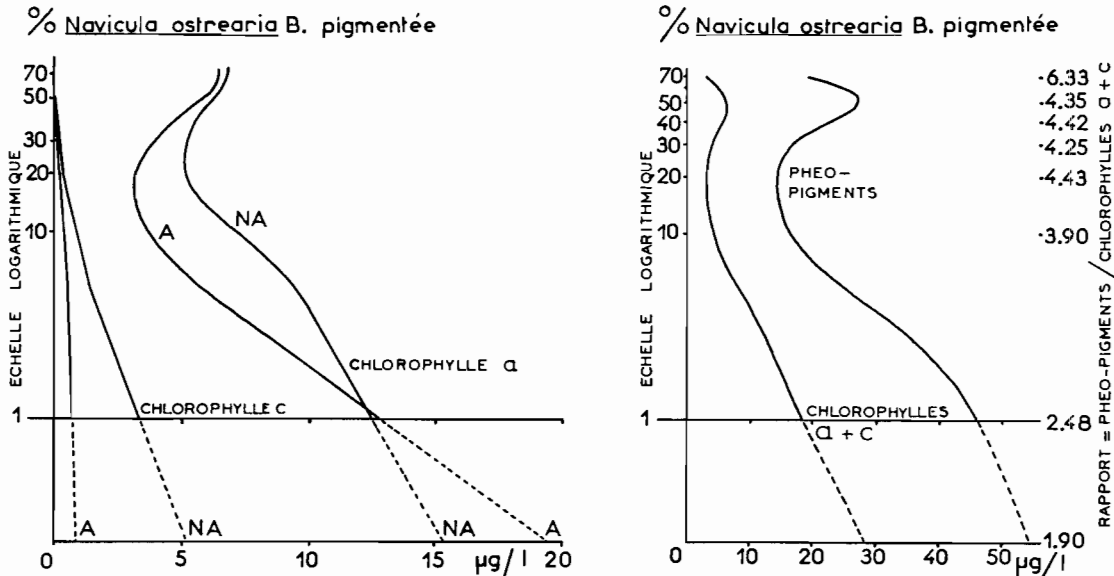 % Navicula ostrearia B. pigmentée
ECHELLE LOGARITHMIQUE
70
50
30
20
10
1
A
NA
CHLOROPHYLLE a
CHLOROPHYLLE C
A
NA
NA
A
0
5
10
15
20
µg/l
% Navicula ostrearia B. pigmentée
ECHELLE LOGARITHMIQUE
70
50
40
30
20
10
1
PHEO-
PIGMENTS
CHLOROPHYLLES
a + c
0
10
20
30
40
50
µg/l
-6.33
-4.35
-4.42
-4.25
-4.43
-3.90
2.48
1.90
RAPPORT = PHEO-PIGMENTS / CHLOROPHYLLES a + c